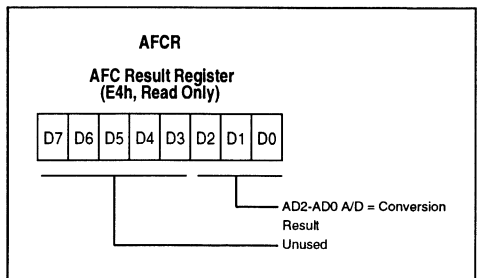 AFCR
AFC Result Register
(E4h, Read Only)
D7 D6 D5 D4 D3 D2 D1 D0
AD2-AD0 A/D = Conversion
Result
Unused